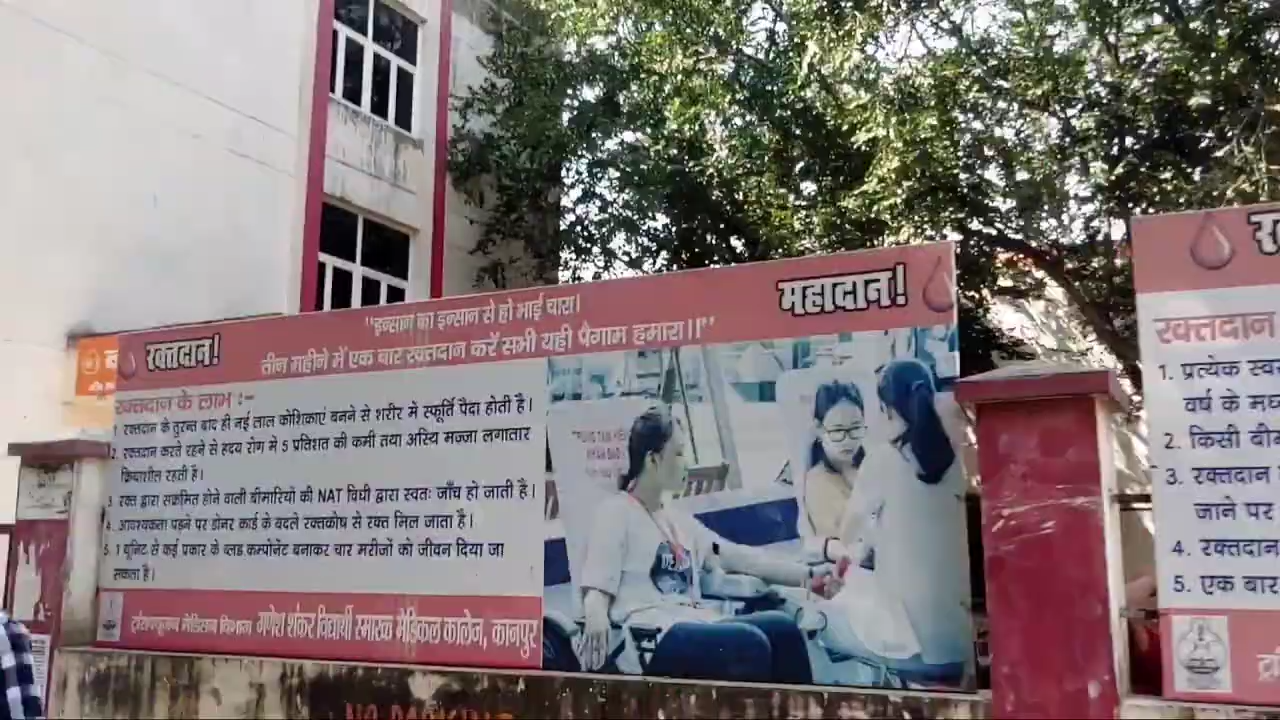 "इन्सान का इन्सान से हो भाई चारा।
रक्तदान!
तीन महीने में एक बार रक्तदान करें सभी यही पैगाम हमारा।।"
महादान!
रक्तदान के लाभ :-
1. रक्तदान के तुरन्त बाद ही नई लाल कोशिकाएं बनने से शरीर में स्फूर्ति पैदा होती है।
2. रक्तदान करते रहने से हृदय रोग में 5 प्रतिशत की कमी तथा अस्थि मज्जा लगातार
क्रियाशील रहती है।
3. रक्त द्वारा संक्रमित होने वाली बीमारियों की NAT विधी द्वारा स्वतः जाँच हो जाती है।
4. आवश्यकता पड़ने पर डोनर कार्ड के बदले रक्तकोष से रक्त मिल जाता है।
5. 1 यूनिट से कई प्रकार के ब्लड कम्पोनेंट बनाकर चार मरीजों को जीवन दिया जा
सकता है।
ट्रांसफ्यूजन मेडिसिन विभाग गणेश शंकर विद्यार्थी स्मारक मेडिकल कालेज, कानपुर
NO PARKING
रक्तदान
1. प्रत्येक
वर्ष के
2. किसी
3. रक्तदान
जाने पर
4. रक्तदान
5. एक बार